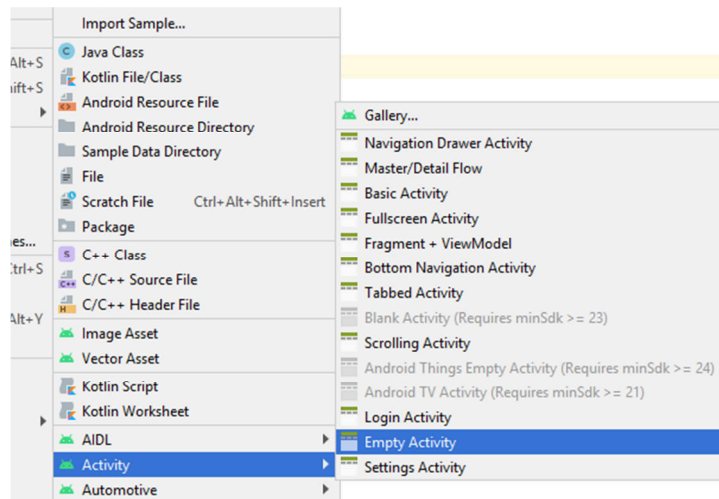 Import Sample...
Alt+S
Java Class
Kotlin File/Class
ift+S
Android Resource File
Android Resource Directory
Sample Data Directory
File
Scratch File Ctrl+Alt+Shift+Insert
Package
es...
C++ Class
Ctrl+S
C/C++ Source File
C/C++ Header File
Alt+Y
Image Asset
Vector Asset
Kotlin Script
Kotlin Worksheet
AIDL
Activity
Automotive
Gallery...
Navigation Drawer Activity
Master/Detail Flow
Basic Activity
Fullscreen Activity
Fragment + ViewModel
Bottom Navigation Activity
Tabbed Activity
Blank Activity (Requires minSdk >= 23)
Scrolling Activity
Android Things Empty Activity (Requires minSdk >= 24)
Android TV Activity (Requires minSdk >= 21)
Login Activity
Empty Activity
Settings Activity